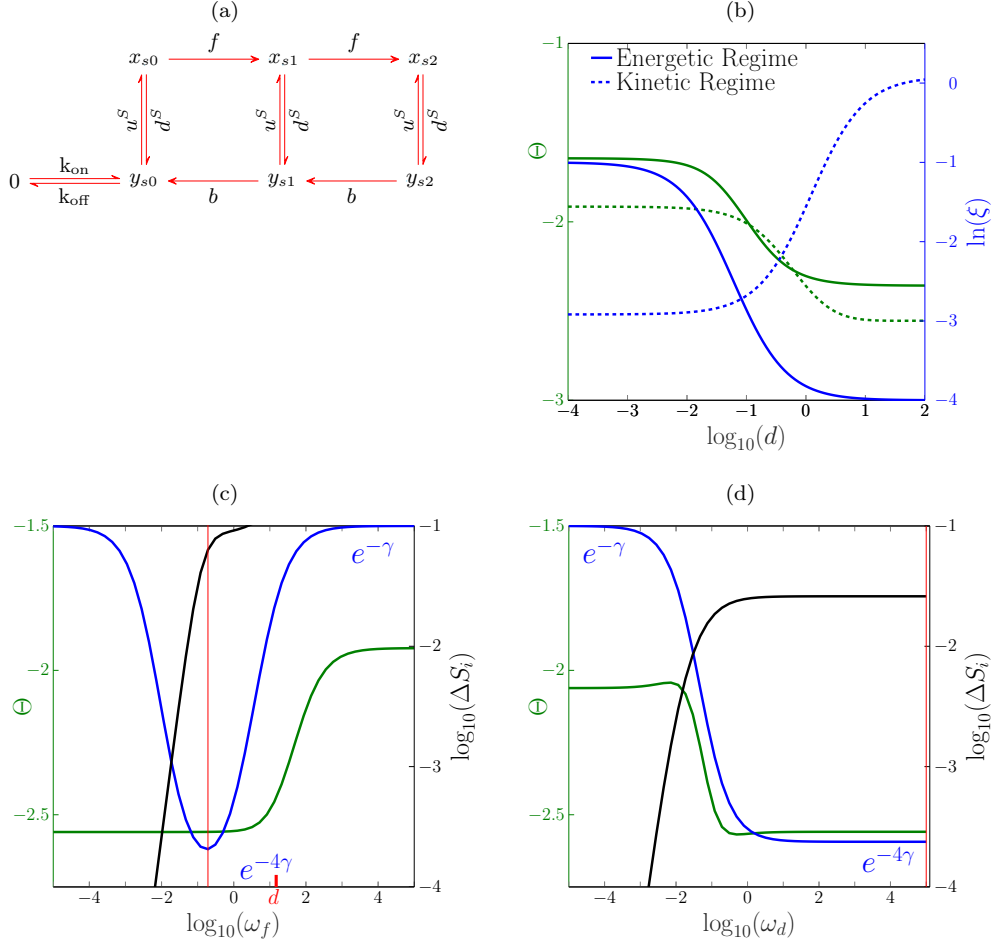 (a)
x_{s0} f x_{s1} f x_{s2}
u^S d^S u^S d^S u^S d^S
0 k_on k_off y_{s0} b y_{s1} b y_{s2}
(b)
Energetic Regime
Kinetic Regime
Θ
−1
−2
−3
ln(ξ)
0
−1
−2
−3
−4
−4 −3 −2 −1 0 1 2
log₁₀(d)
(c)
Θ
−1.5
−2
−2.5
e^{−γ}
e^{−4γ}
−1
−2
−3
−4
log₁₀(ΔS_i)
−4 −2 0 d 2 4
log₁₀(ω_f)
(d)
Θ
−1.5
−2
−2.5
e^{−γ}
e^{−4γ}
−1
−2
−3
−4
log₁₀(ΔS_i)
−4 −2 0 2 4
log₁₀(ω_d)